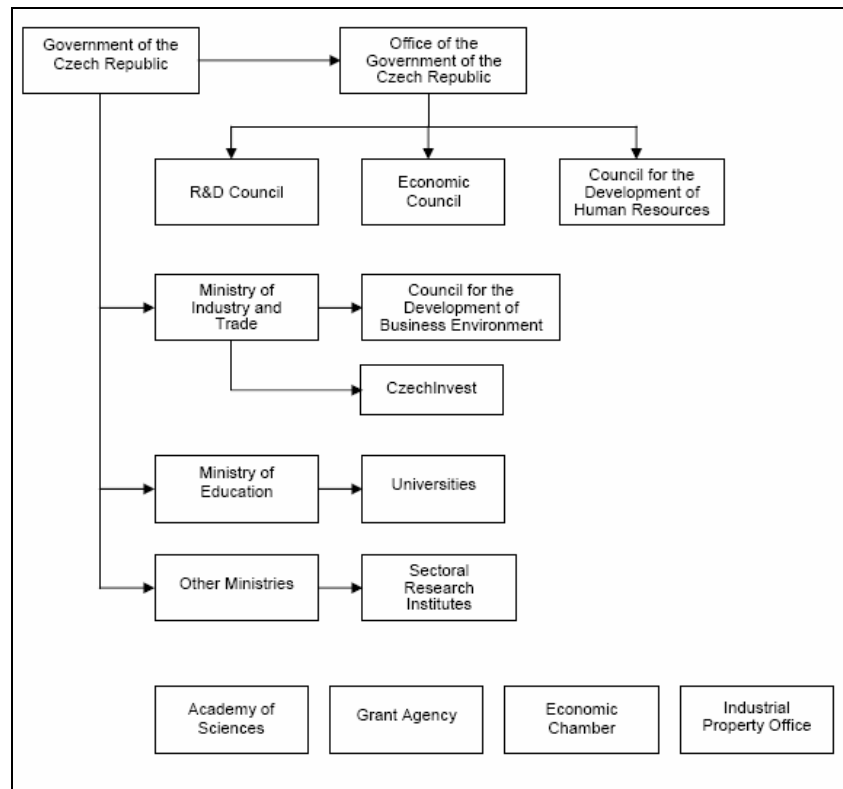 Government of the
Czech Republic
Office of the
Government of the
Czech Republic
R&D Council
Economic
Council
Council for the
Development of
Human Resources
Ministry of
Industry and
Trade
Council for the
Development of
Business Environment
CzechInvest
Ministry of
Education
Universities
Other Ministries
Sectoral
Research
Institutes
Academy of
Sciences
Grant Agency
Economic
Chamber
Industrial
Property Office